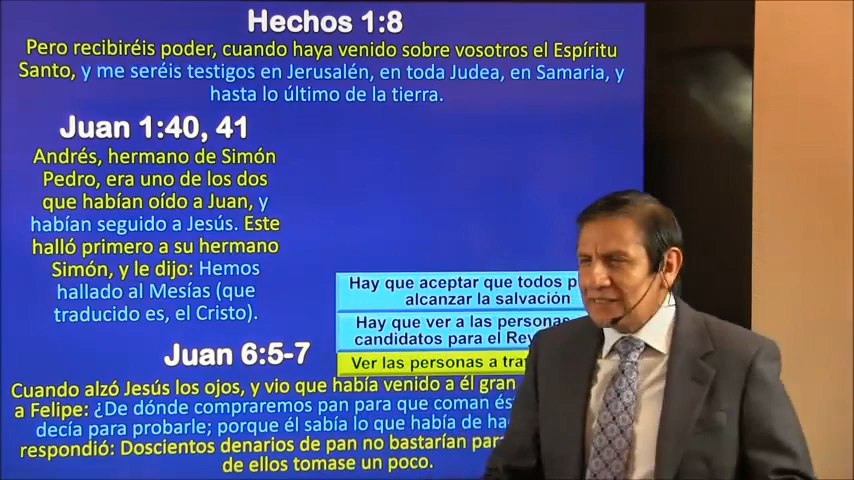 Hechos 1:8
Pero recibiréis poder, cuando haya venido sobre vosotros el Espíritu
Santo, y me seréis testigos en Jerusalén, en toda Judea, en Samaria, y
hasta lo último de la tierra.
Juan 1:40, 41
Andrés, hermano de Simón
Pedro, era uno de los dos
que habían oído a Juan, y
habían seguido a Jesús. Este
halló primero a su hermano
Simón, y le dijo: Hemos
hallado al Mesías (que
traducido es, el Cristo).
Hay que aceptar que todos p
alcanzar la salvación
Hay que ver a las personas
candidatos para el Re
Ver las personas a tra
Juan 6:5-7
Cuando alzó Jesús los ojos, y vio que había venido a él gran
a Felipe: ¿De dónde compraremos pan para que coman és
decía para probarle; porque él sabía lo que había de ha
respondió: Doscientos denarios de pan no bastarían par
de ellos tomase un poco.